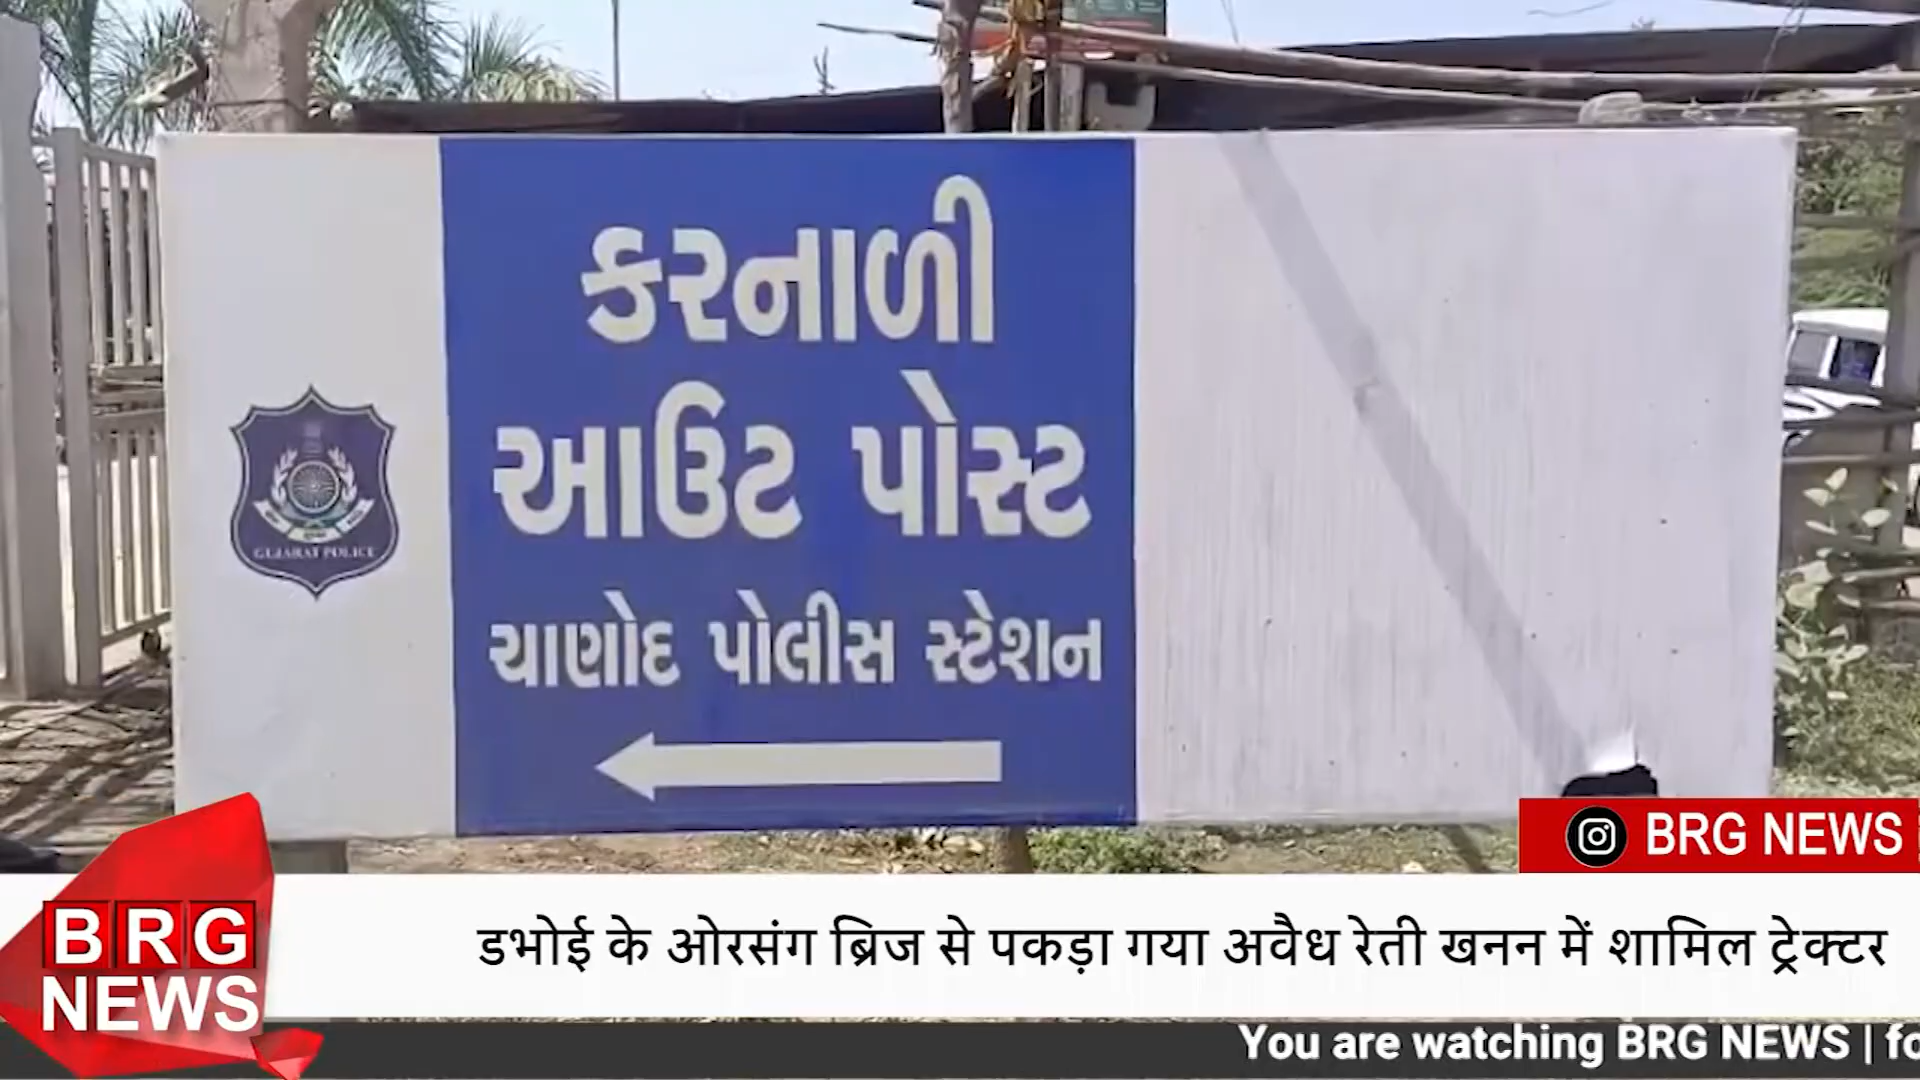 કરનાળી
આઉટ પોસ્ટ
ચાણોદ પોલીસ સ્ટેશન
GUJARAT POLICE
BRG NEWS
BRG
NEWS
डभोई के ओरसंग ब्रिज से पकड़ा गया अवैध रेती खनन में शामिल ट्रेक्टर
You are watching BRG NEWS | fo